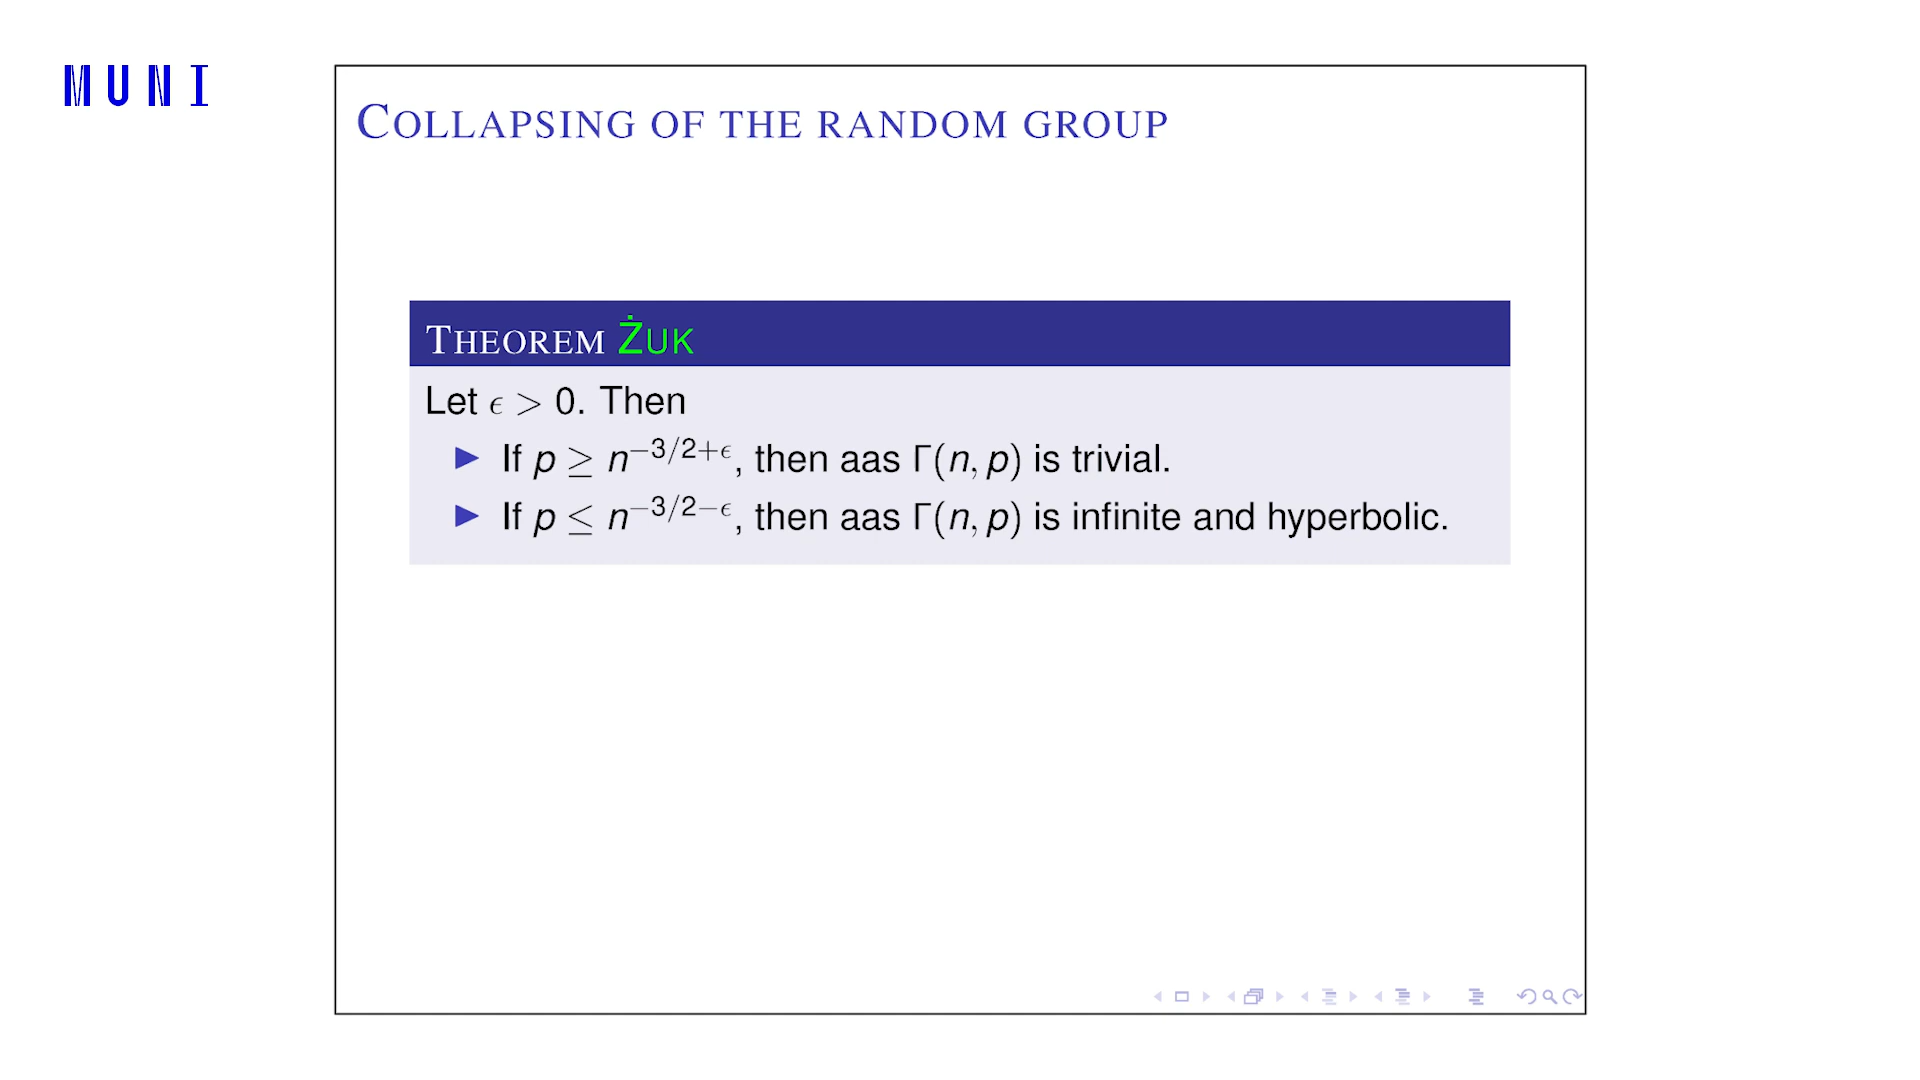 MUNI
COLLAPSING OF THE RANDOM GROUP
THEOREM ŻUK
Let ϵ > 0. Then
▶ If p ≥ n^{−3/2+ϵ}, then aas Γ(n, p) is trivial.
▶ If p ≤ n^{−3/2−ϵ}, then aas Γ(n, p) is infinite and hyperbolic.